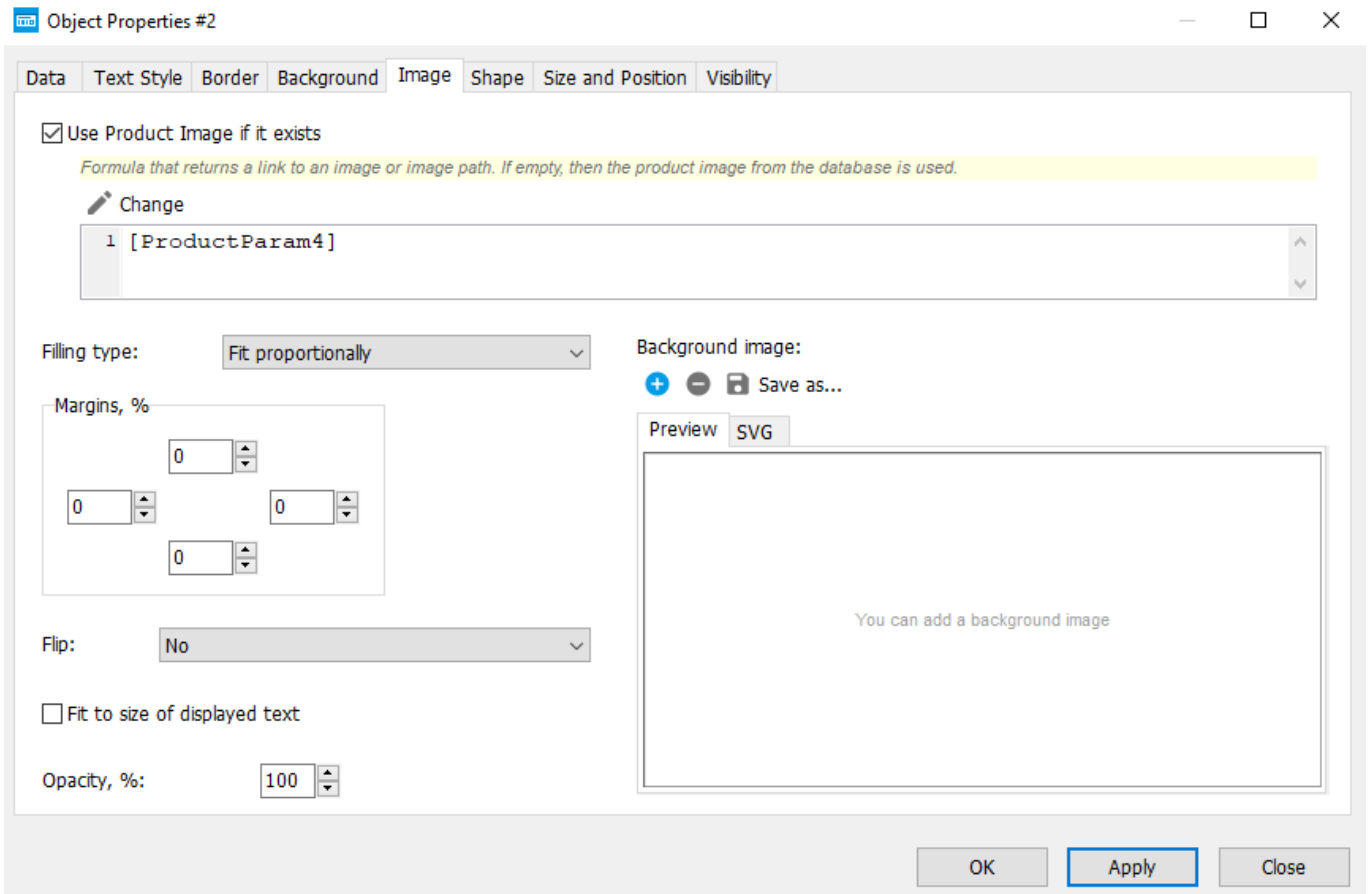 Object Properties #2
Data Text Style Border Background Image Shape Size and Position Visibility
Use Product Image if it exists
Formula that returns a link to an image or image path. If empty, then the product image from the database is used.
Change
1 [ProductParam4]
Filling type: Fit proportionally
Background image:
Save as...
Margins, %
Preview SVG
0
0 0
0
You can add a background image
Flip: No
Fit to size of displayed text
Opacity, %: 100
OK Apply Close